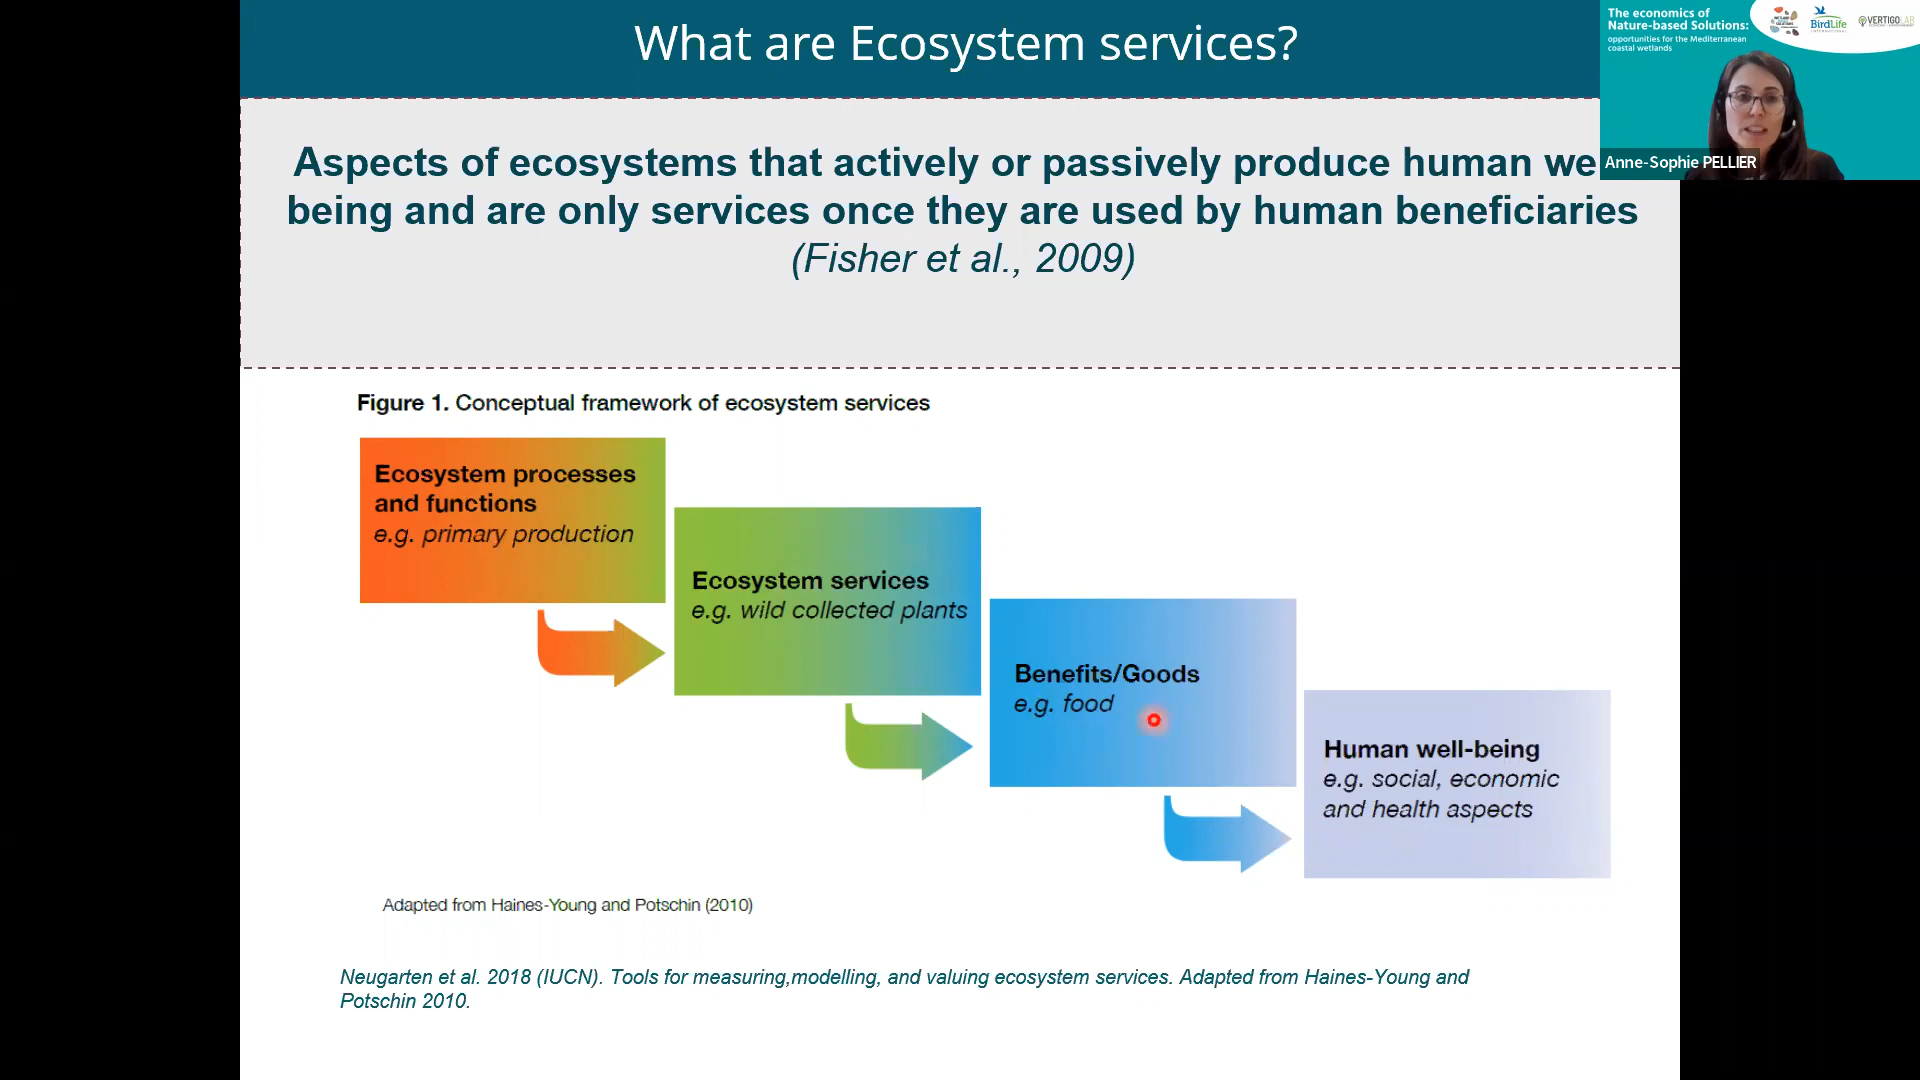 What are Ecosystem services?
The economics of
Nature-based Solutions:
opportunities for the Mediterranean
coastal wetlands
BirdLife
INTERNATIONAL
VERTIGOLAB
Anne-Sophie PELLIER
Aspects of ecosystems that actively or passively produce human we
being and are only services once they are used by human beneficiaries
(Fisher et al., 2009)
Figure 1. Conceptual framework of ecosystem services
Ecosystem processes
and functions
e.g. primary production
Ecosystem services
e.g. wild collected plants
Benefits/Goods
e.g. food
Human well-being
e.g. social, economic
and health aspects
Adapted from Haines-Young and Potschin (2010)
Neugarten et al. 2018 (IUCN). Tools for measuring,modelling, and valuing ecosystem services. Adapted from Haines-Young and
Potschin 2010.